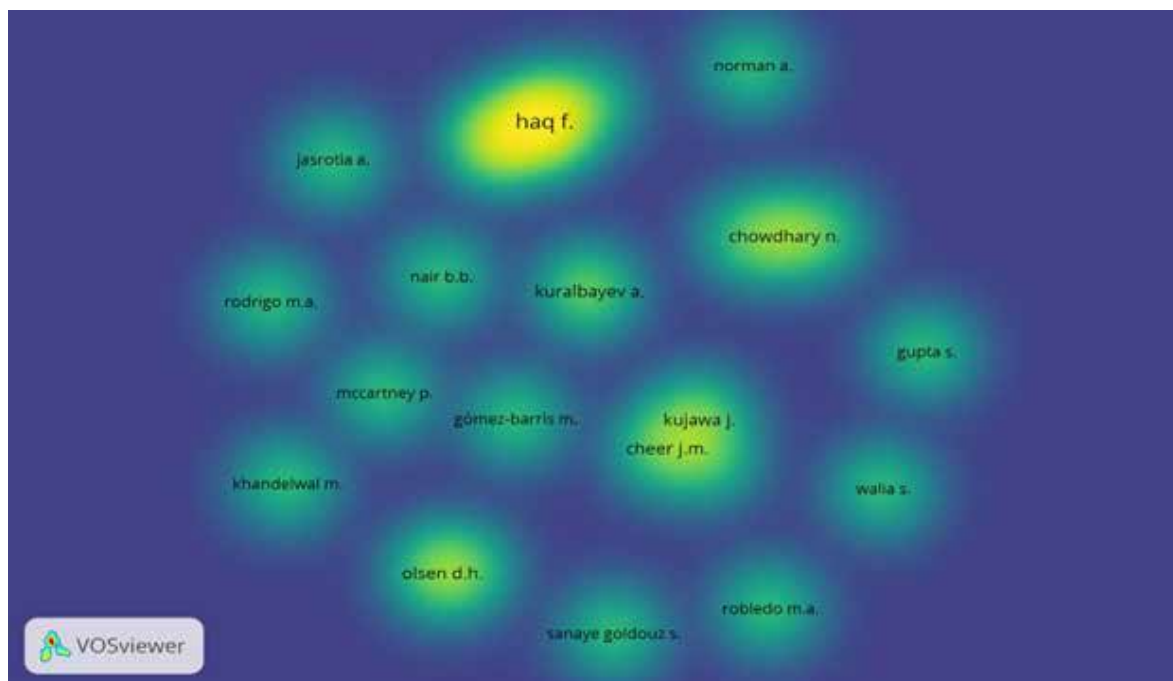 norman a.
haq f.
jasrotia a.
chowdhary n.
nair b.b.
kuralbayev a.
rodrigo m.a.
gupta s.
mccartney p.
gómez-barris m.
kujawa j.
cheer j.m.
khandelwal m.
walia s.
olsen d.h.
robledo m.a.
sanaye goldouz s.
VOSviewer